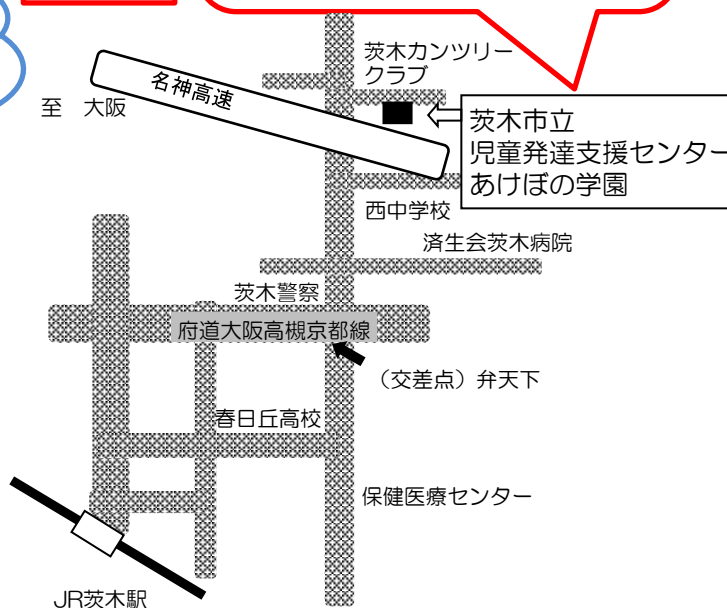 茨木カンツリー
クラブ
名神高速
至　大阪
茨木市立
児童発達支援センター
あけぼの学園
西中学校
済生会茨木病院
茨木警察
府道大阪高槻京都線
（交差点）弁天下
春日丘高校
保健医療センター
JR茨木駅